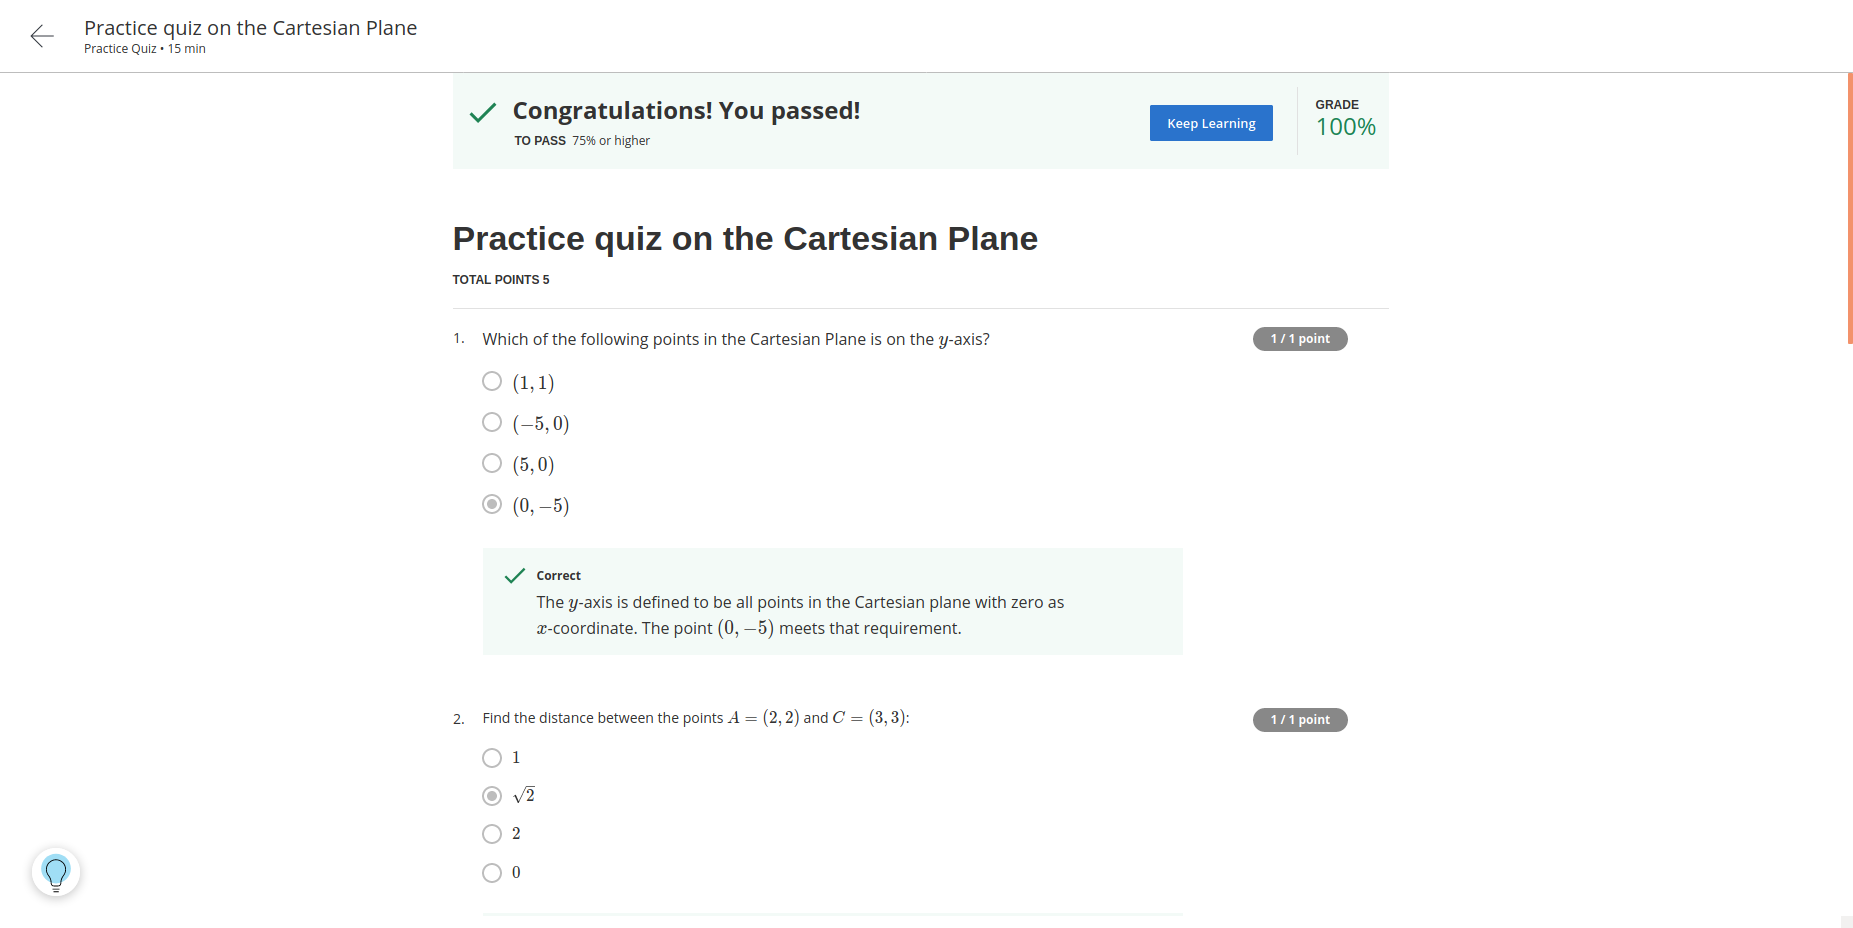 Practice quiz on the Cartesian Plane
Practice Quiz • 15 min
Congratulations! You passed!
TO PASS 75% or higher
Keep Learning
GRADE
100%
Practice quiz on the Cartesian Plane
TOTAL POINTS 5
1. Which of the following points in the Cartesian Plane is on the y-axis?
1 / 1 point
(1, 1)
(−5, 0)
(5, 0)
(0, −5)
Correct
The y-axis is defined to be all points in the Cartesian plane with zero as
x-coordinate. The point (0, −5) meets that requirement.
2. Find the distance between the points A = (2, 2) and C = (3, 3):
1 / 1 point
1
√2
2
0